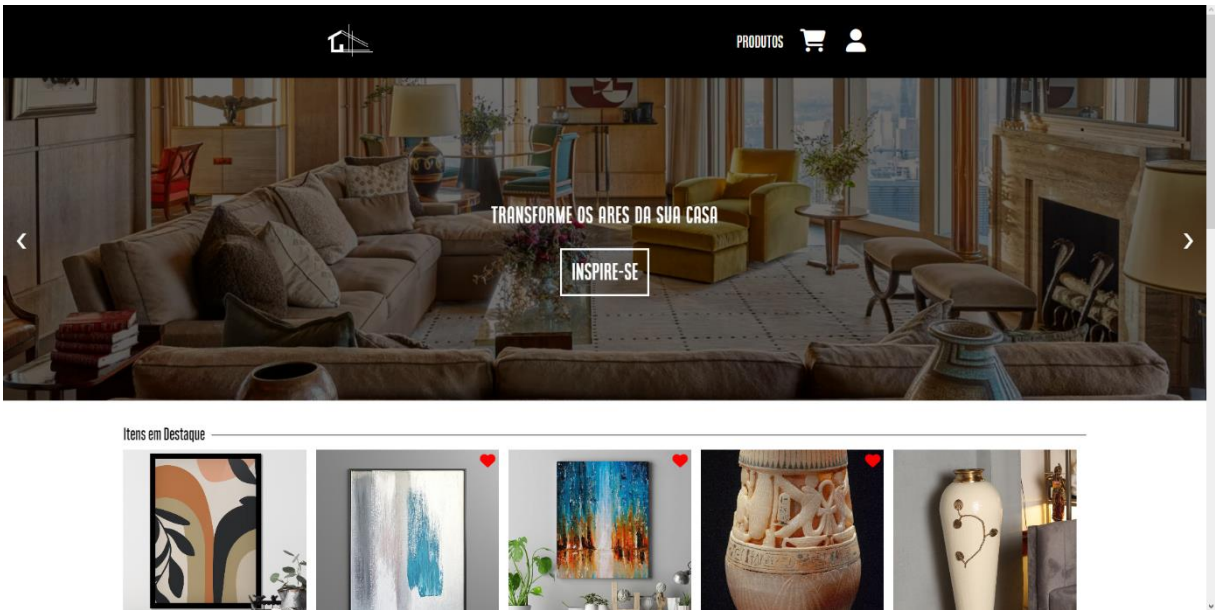 PRODUTOS
TRANSFORME OS ARES DA SUA CASA
INSPIRE-SE
Itens em Destaque